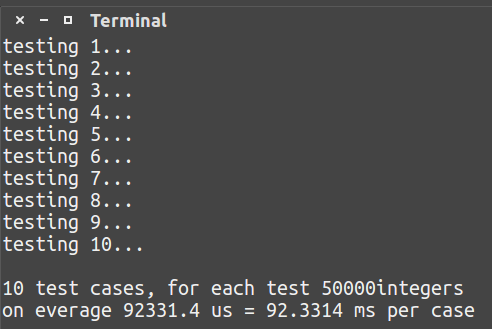 Terminal
testing 1...
testing 2...
testing 3...
testing 4...
testing 5...
testing 6...
testing 7...
testing 8...
testing 9...
testing 10...
10 test cases, for each test 50000integers
on everage 92331.4 us = 92.3314 ms per case